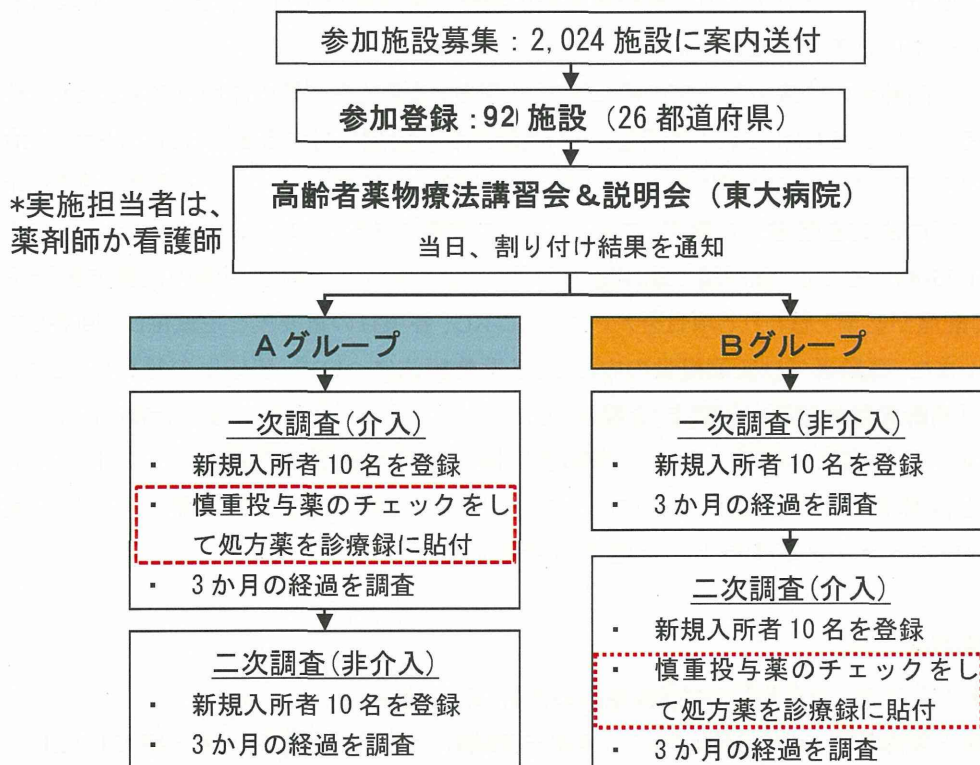 参加施設募集：2,024 施設に案内送付
参加登録：92 施設（26 都道府県）
*実施担当者は、
薬剤師か看護師
高齢者薬物療法講習会＆説明会（東大病院）
当日、割り付け結果を通知
Aグループ
一次調査(介入)
・ 新規入所者 10 名を登録
・ 慎重投与薬のチェックをし
て処方薬を診療録に貼付
・ 3 か月の経過を調査
二次調査(非介入)
・ 新規入所者 10 名を登録
・ 3 か月の経過を調査
Bグループ
一次調査(非介入)
・ 新規入所者 10 名を登録
・ 3 か月の経過を調査
二次調査(介入)
・ 新規入所者 10 名を登録
・ 慎重投与薬のチェックをし
て処方薬を診療録に貼付
・ 3 か月の経過を調査